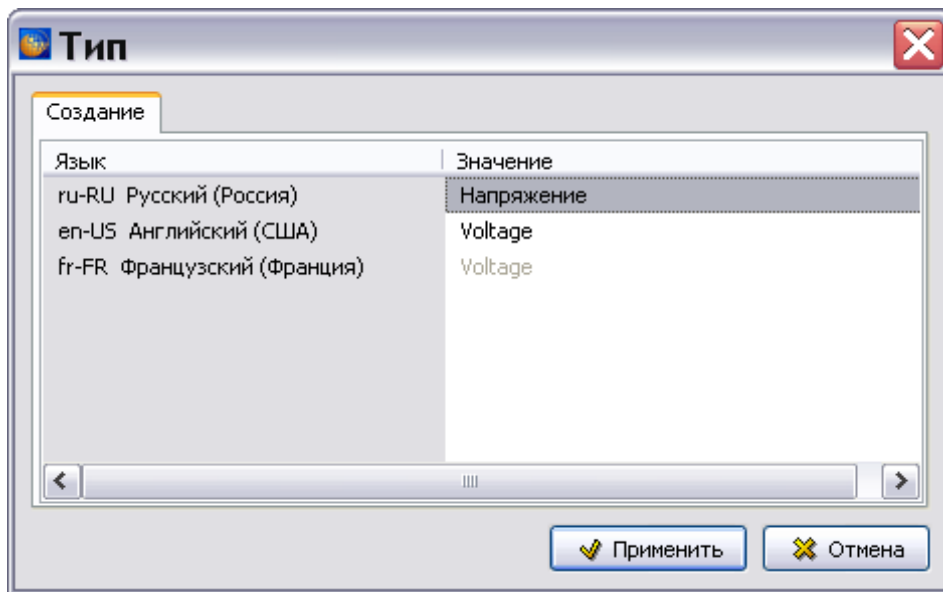 Тип
Создание
Язык Значение
ru-RU Русский (Россия) Напряжение
en-US Английский (США) Voltage
fr-FR Французский (Франция) Voltage
Применить Отмена